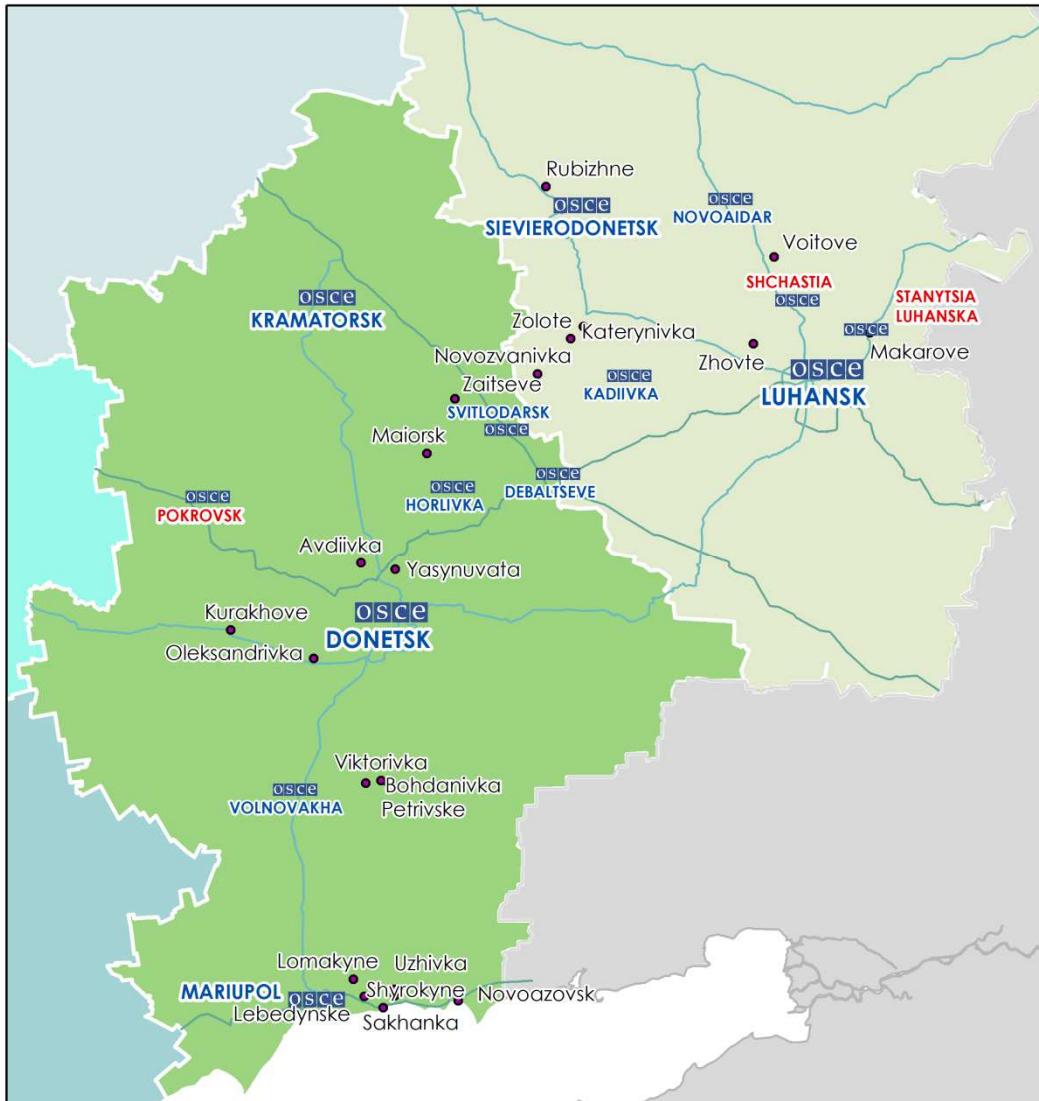 Rubizhne
osce
SIEVIERODONETSK
osce
NOVOAIDAR
Voitove
SHCHASTIA
osce
STANYTSIA
LUHANSKA
osce
Makarove
osce
KRAMATORSK
Zolote
Katerynivka
Zhovte
osce
LUHANSK
Novozvanivka
osce
KADIIVKA
Zaitseve
SVITLODARSK
osce
Maiorsk
osce
HORLIVKA
osce
DEBALTSEVE
osce
POKROVSK
Avdiivka
Yasynuvata
osce
DONETSK
Kurakhove
Oleksandrivka
Viktorivka
Bohdanivka
Petrivske
osce
VOLNOVAKHA
Lomakyne
Uzhivka
MARIUPOL
osce
Shyrokyne
Novoazovsk
Lebedynske
Sakhanka